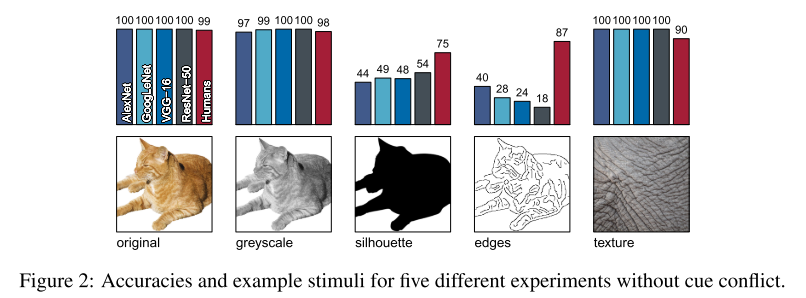 100 100 100 100 99
97 99 100 100 98
44 49 48 54 75
40 28 24 18 87
100 100 100 100 90
AlexNet
GoogLeNet
VGG-16
ResNet-50
Humans
original
greyscale
silhouette
edges
texture
Figure 2: Accuracies and example stimuli for five different experiments without cue conflict.